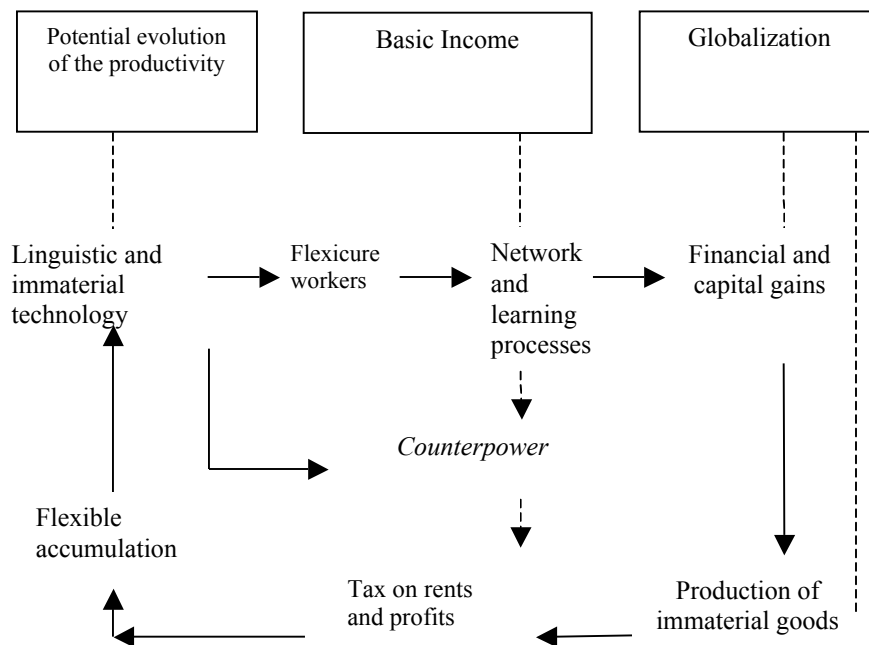 Potential evolution
of the productivity
Basic Income
Globalization
Linguistic and
immaterial
technology
Flexicure
workers
Network
and
learning
processes
Financial and
capital gains
Counterpower
Flexible
accumulation
Tax on rents
and profits
Production of
immaterial goods